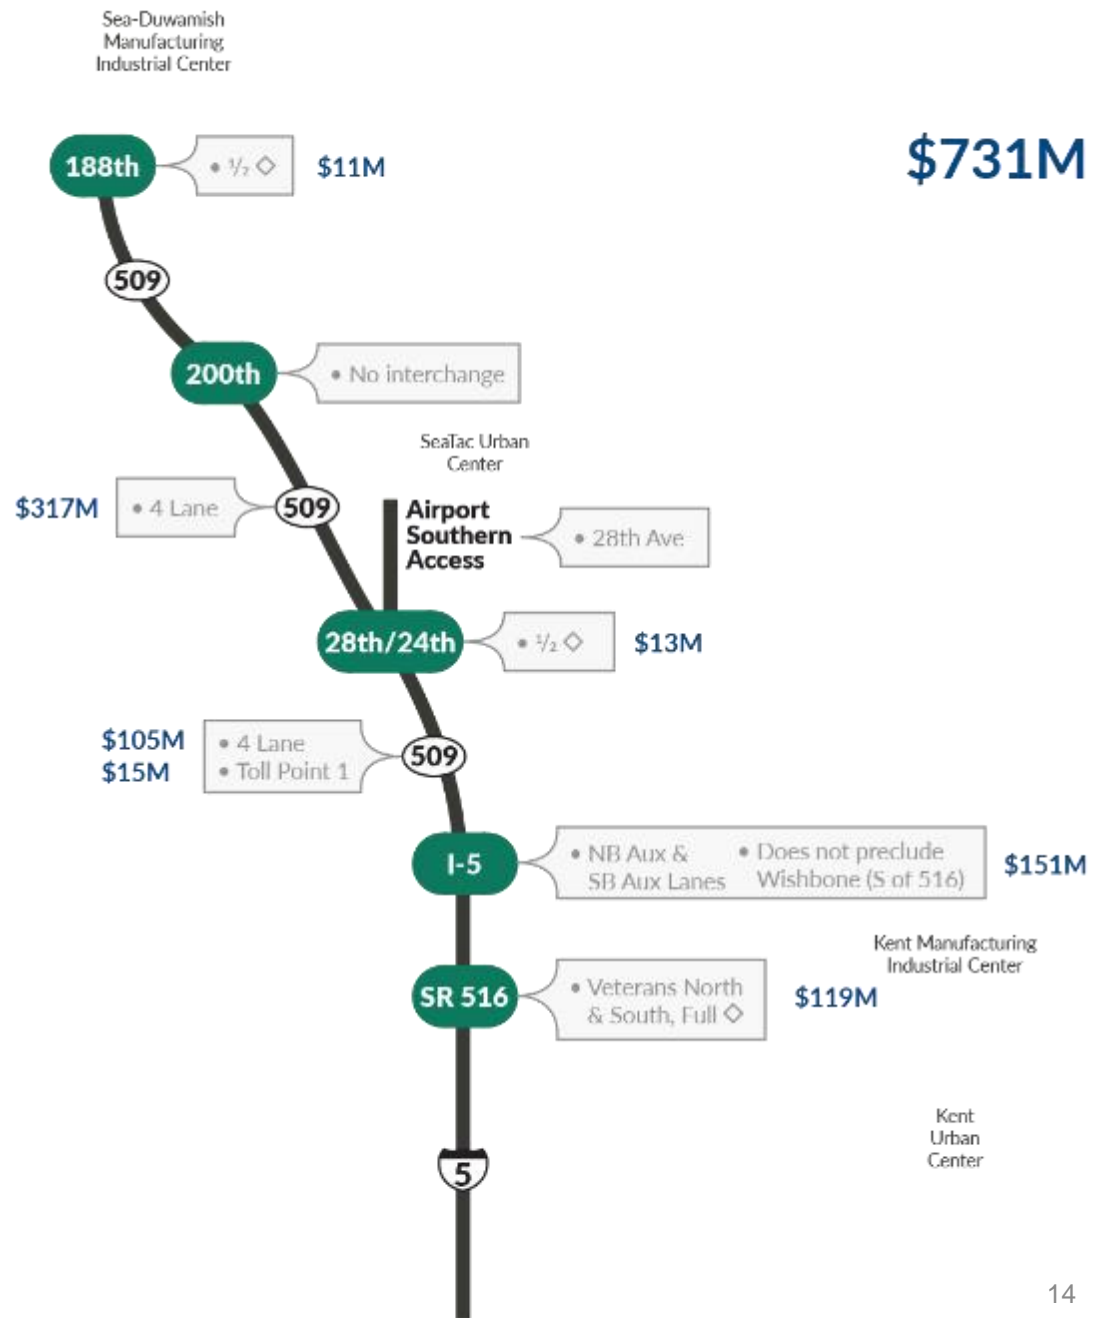 Sea-Duwamish
Manufacturing
Industrial Center
$731M
188th
• ½ ◇
$11M
509
200th
• No interchange
SeaTac Urban
Center
$317M
• 4 Lane
509
Airport
Southern
Access
• 28th Ave
28th/24th
• ½ ◇
$13M
$105M
$15M
• 4 Lane
• Toll Point 1
509
I-5
• NB Aux &
SB Aux Lanes
• Does not preclude
Wishbone (S of 516)
$151M
Kent Manufacturing
Industrial Center
SR 516
• Veterans North
& South, Full ◇
$119M
Kent
Urban
Center
5
14